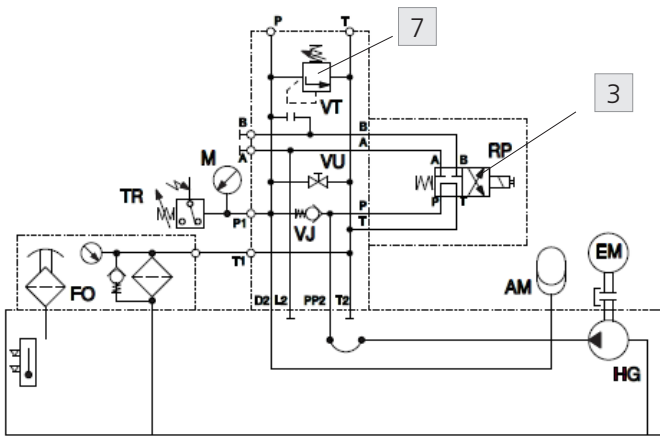 P T
7
VT
3
B B
A A
A B RP
M VU
TR
P P T
P1 VJ T
T1
FO
EM
AM
D2 L2 PP2 T2
HG